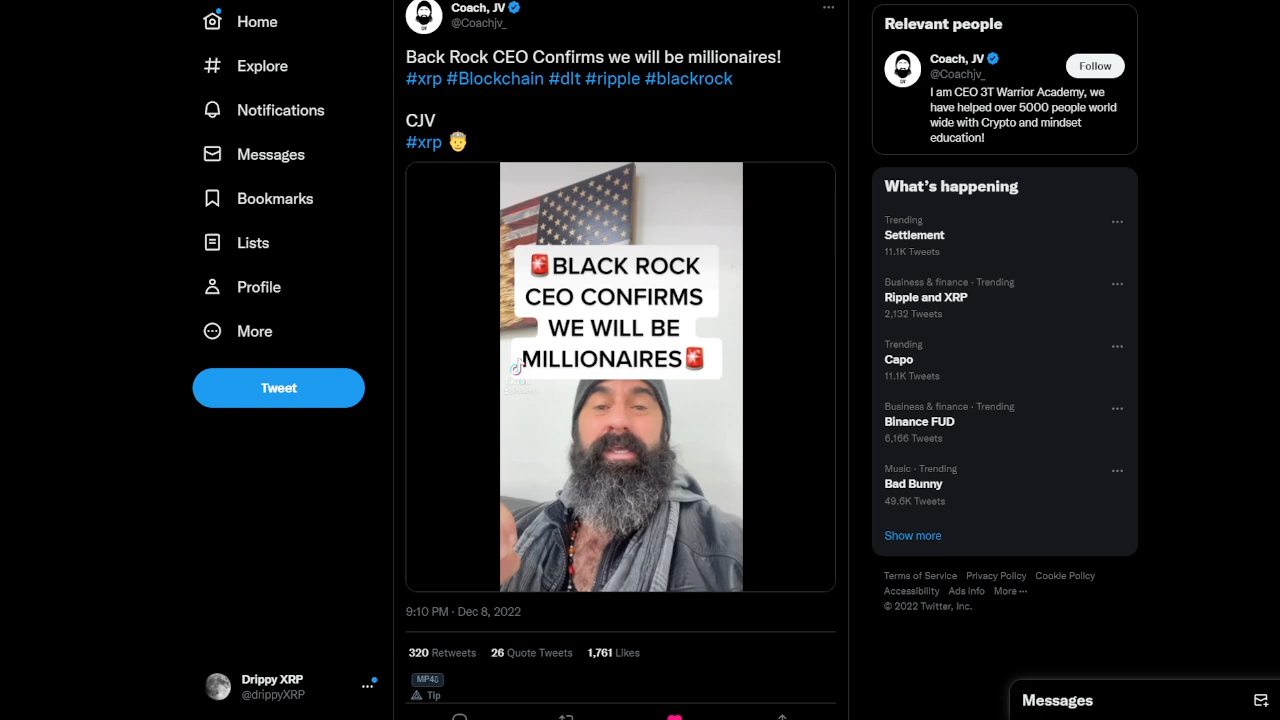 Home
Explore
Notifications
Messages
Bookmarks
Lists
Profile
More
Tweet
Drippy XRP
@drippyXRP
Coach, JV
@Coachjv_
Back Rock CEO Confirms we will be millionaires!
#xrp #Blockchain #dlt #ripple #blackrock
CJV
#xrp
🚨BLACK ROCK
CEO CONFIRMS
WE WILL BE
MILLIONAIRES🚨
9:10 PM · Dec 8, 2022
320 Retweets 26 Quote Tweets 1,761 Likes
Tip
Relevant people
Coach, JV
@Coachjv_
Follow
I am CEO 3T Warrior Academy, we
have helped over 5000 people world
wide with Crypto and mindset
education!
What's happening
Trending
Settlement
11.1K Tweets
Business & finance · Trending
Ripple and XRP
2,132 Tweets
Trending
Capo
11.1K Tweets
Business & finance · Trending
Binance FUD
6,166 Tweets
Music · Trending
Bad Bunny
49.6K Tweets
Show more
Terms of Service Privacy Policy Cookie Policy
Accessibility Ads info More ···
© 2022 Twitter, Inc.
Messages